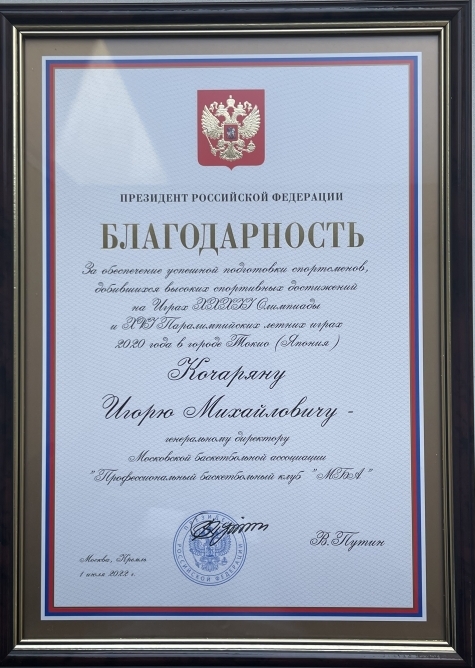 ПРЕЗИДЕНТ РОССИЙСКОЙ ФЕДЕРАЦИИ
БЛАГОДАРНОСТЬ
За обеспечение успешной подготовки спортсменов,
добившихся высоких спортивных достижений
на Играх XXXII Олимпиады
и XVI Паралимпийских летних играх
2020 года в городе Токио (Япония)
Кочаряну
Игорю Михайловичу -
генеральному директору
Московской баскетбольной ассоциации
"Профессиональный баскетбольный клуб "МБА"
В.Путин
Москва, Кремль
1 июля 2022 г.